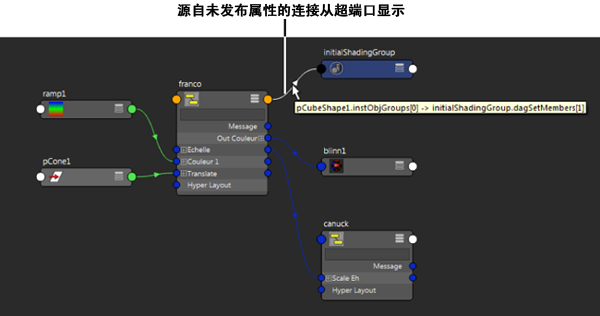 源自未发布属性的连接从超端口显示
initialShadingGroup
franco
ramp1
pCubeShape1.instObjGroups[0] -> initialShadingGroup.dagSetMembers[1]
Message
Out Couleur
Echelle
Couleur 1
Translate
Hyper Layout
pCone1
blinn1
canuck
Message
Scale Eh
Hyper Layout